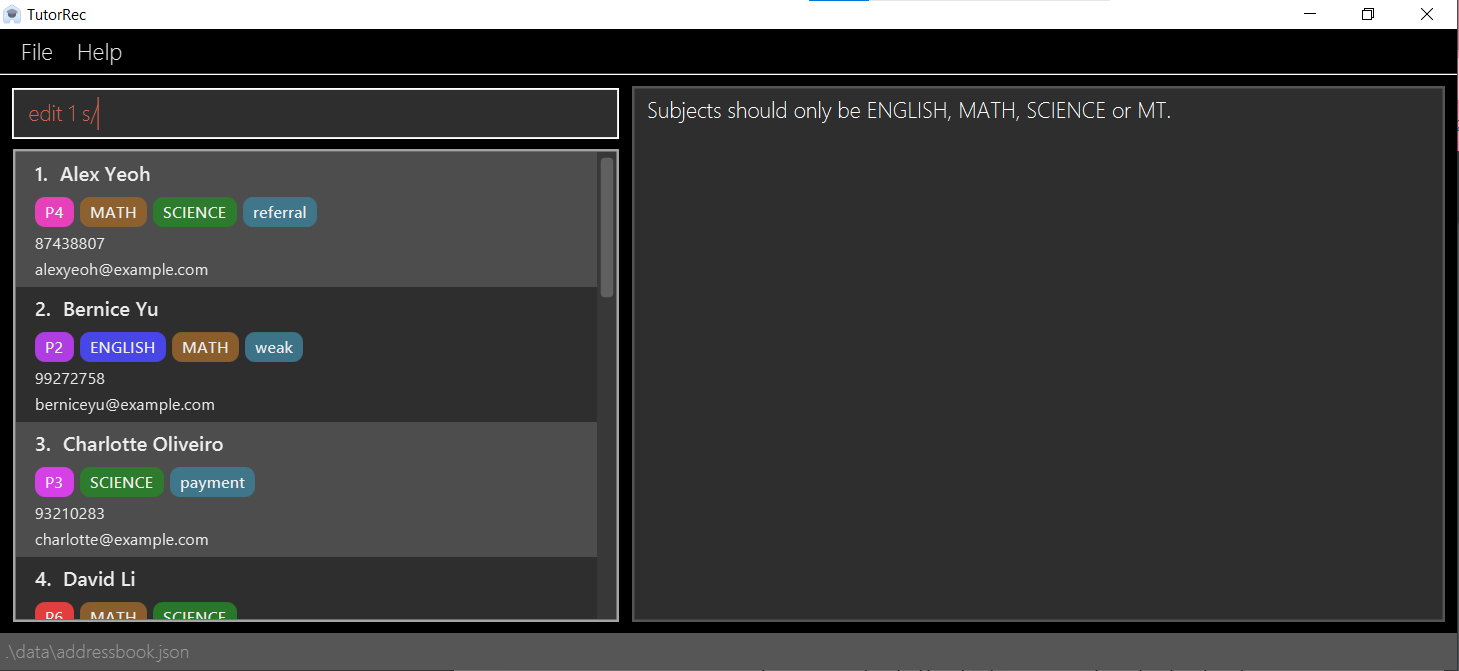 TutorRec
File Help
edit 1 s/
Subjects should only be ENGLISH, MATH, SCIENCE or MT.
1. Alex Yeoh
P4 MATH SCIENCE referral
87438807
alexyeoh@example.com
2. Bernice Yu
P2 ENGLISH MATH weak
99272758
berniceyu@example.com
3. Charlotte Oliveiro
P3 SCIENCE payment
93210283
charlotte@example.com
4. David Li
P6 MATH SCIENCE
.\data\addressbook.json